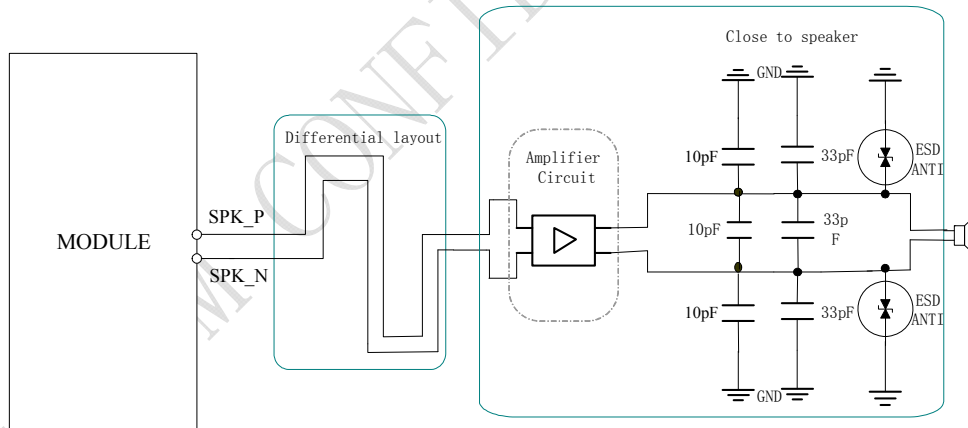 Close to speaker
GND
Differential layout
Amplifier
Circuit
10pF
33pF
ESD
ANTI
SPK_P
MODULE
10pF
33p
F
SPK_N
10pF
33pF
ESD
ANTI
GND